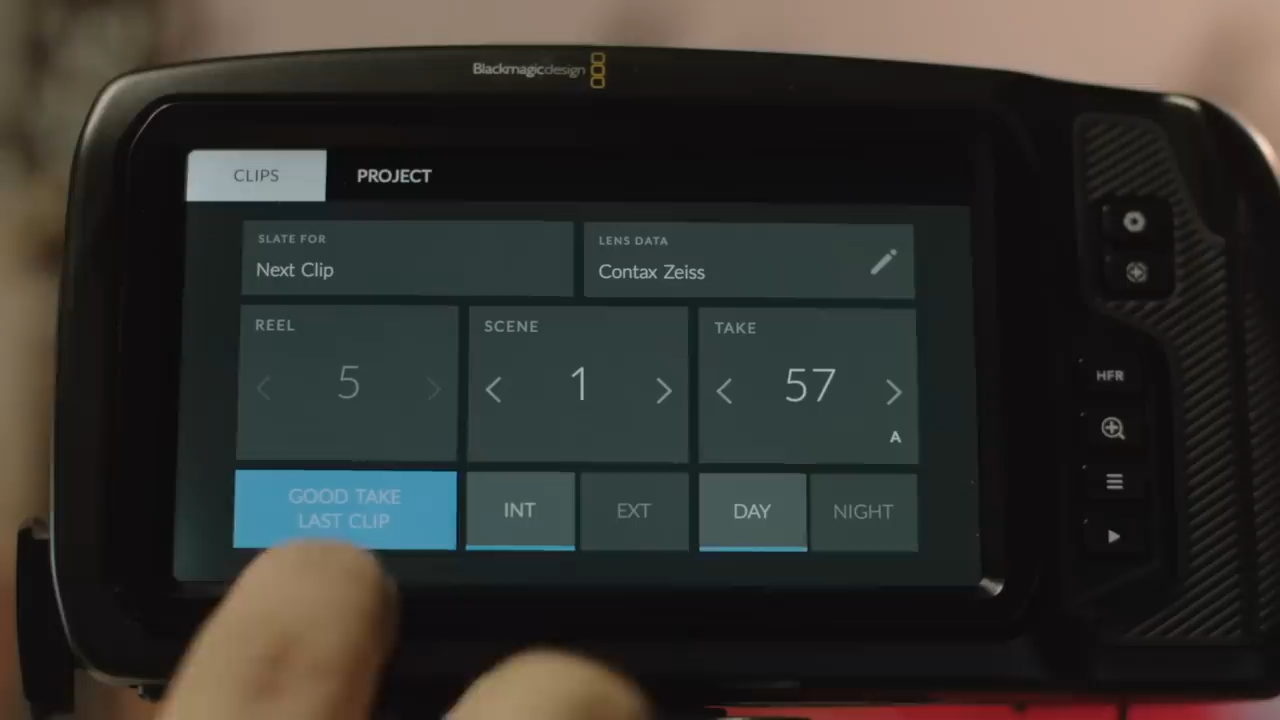 Blackmagicdesign
CLIPS PROJECT
SLATE FOR
Next Clip
LENS DATA
Contax Zeiss
REEL
5
SCENE
1
TAKE
57
A
GOOD TAKE
LAST CLIP
INT
EXT
DAY
NIGHT
HFR